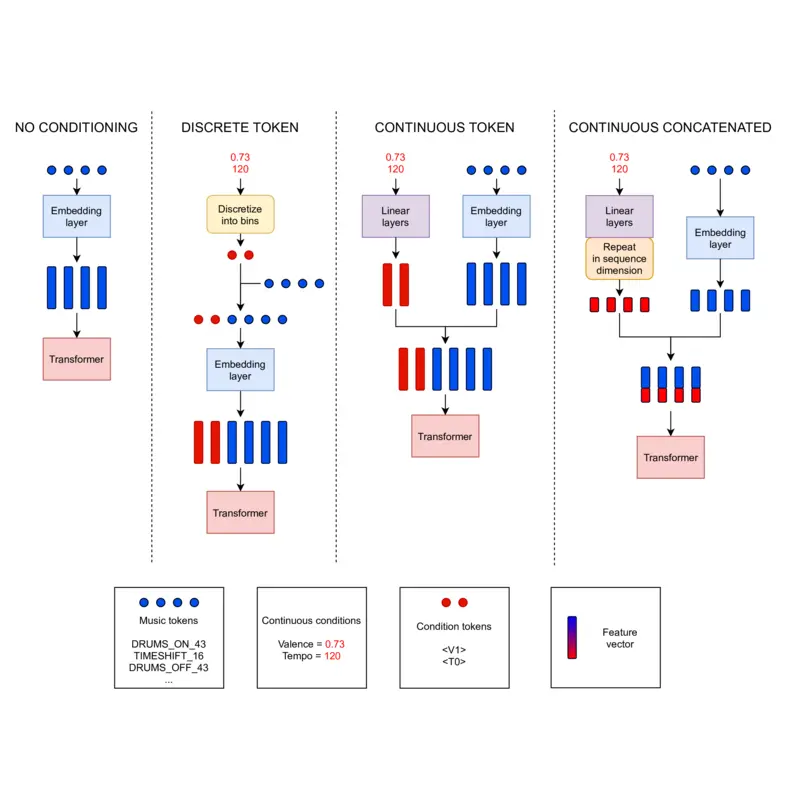 NO CONDITIONING
Embedding
layer
Transformer
DISCRETE TOKEN
0.73
120
Discretize
into bins
Embedding
layer
Transformer
CONTINUOUS TOKEN
0.73
120
Linear
layers
Embedding
layer
Transformer
CONTINUOUS CONCATENATED
0.73
120
Linear
layers
Repeat
in sequence
dimension
Embedding
layer
Transformer
Music tokens
DRUMS_ON_43
TIMESHIFT_16
DRUMS_OFF_43
...
Continuous conditions
Valence = 0.73
Tempo = 120
Condition tokens
<V1>
<T0>
Feature
vector